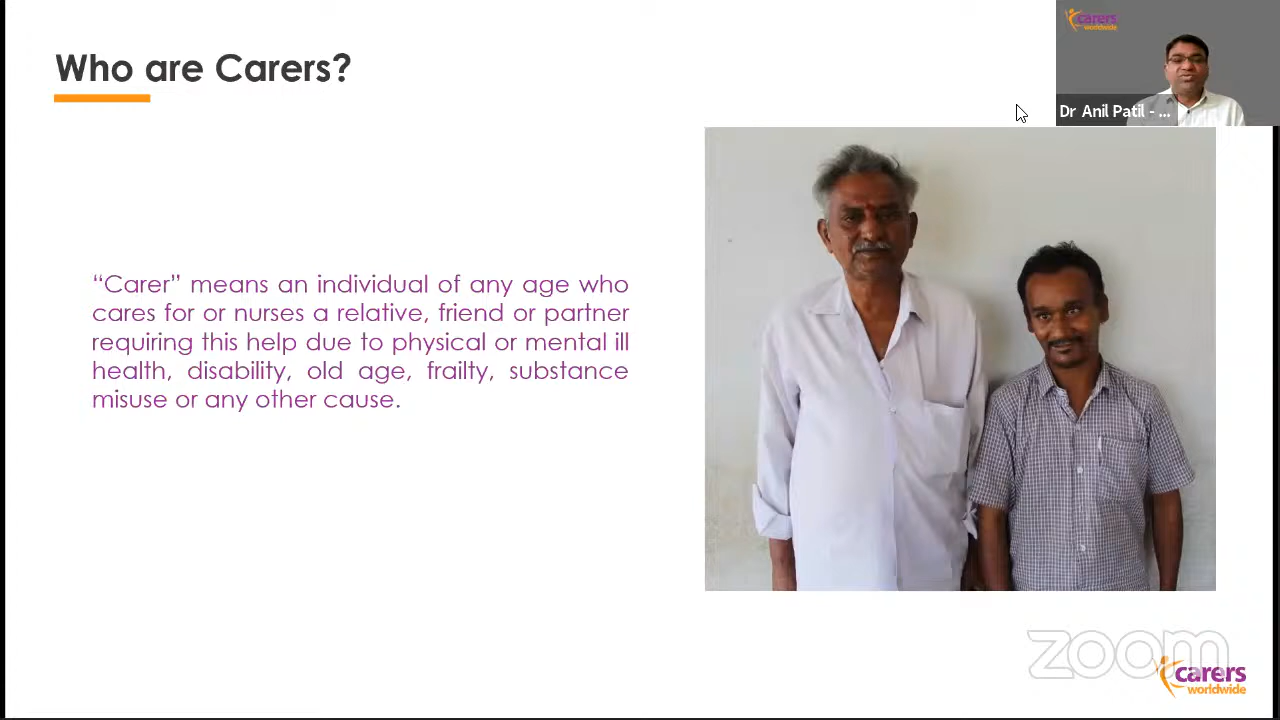 Who are Carers?
carers
worldwide
Dr Anil Patil - ...
“Carer” means an individual of any age who
cares for or nurses a relative, friend or partner
requiring this help due to physical or mental ill
health, disability, old age, frailty, substance
misuse or any other cause.
zoom
carers
worldwide